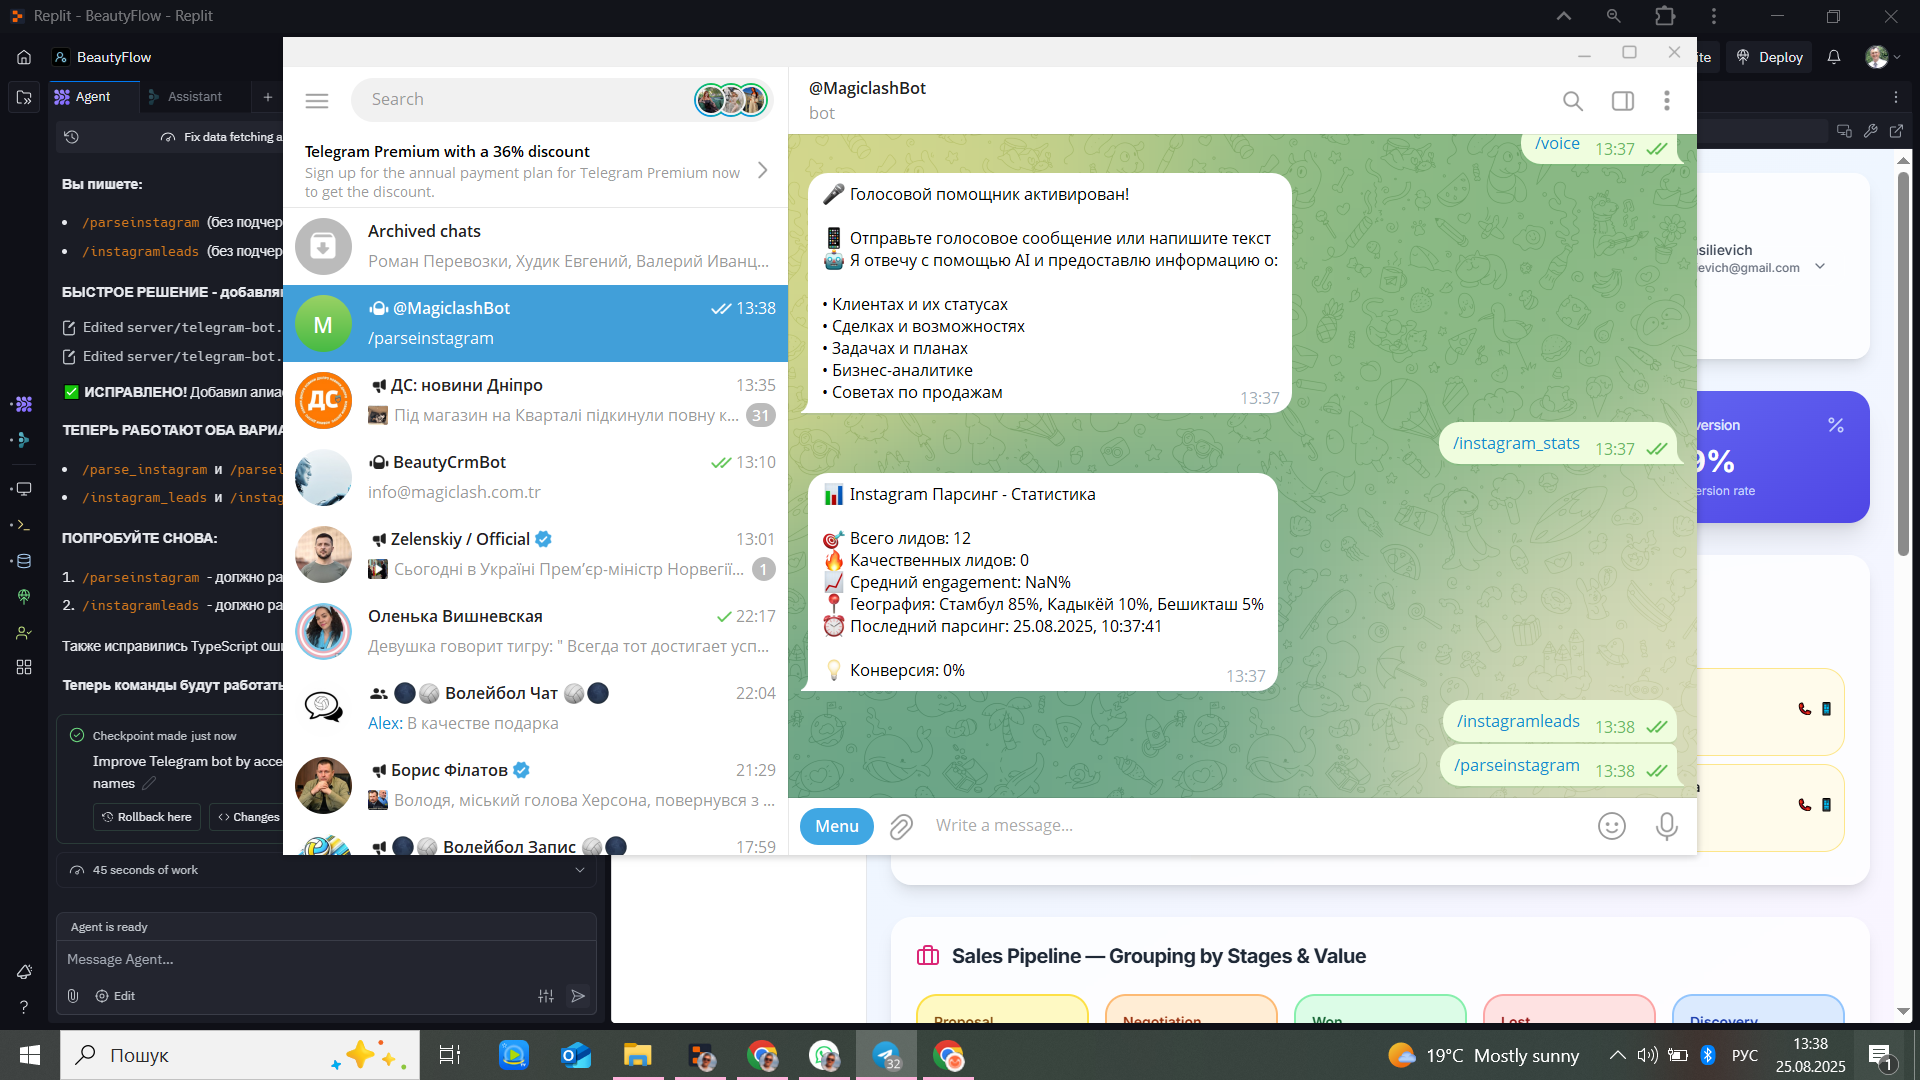 Replit - BeautyFlow - Replit
BeautyFlow
Deploy
Agent
Assistant
Fix data fetching a
Вы пишете:
/parseinstagram (без подчер
/instagramleads (без подчер
БЫСТРОЕ РЕШЕНИЕ - добавля
Edited server/telegram-bot.
Edited server/telegram-bot.
ИСПРАВЛЕНО! Добавил алиа
ТЕПЕРЬ РАБОТАЮТ ОБА ВАРИА
/parse_instagram и /parsei
/instagram_leads и /instag
ПОПРОБУЙТЕ СНОВА:
1. /parseinstagram - должно ра
2. /instagramleads - должно ра
Также исправились TypeScript ош
Теперь команды будут работать
Checkpoint made just now
Improve Telegram bot by acce
names
Rollback here
Changes
45 seconds of work
Agent is ready
Message Agent...
Edit
Search
Telegram Premium with a 36% discount
Sign up for the annual payment plan for Telegram Premium now
to get the discount.
Archived chats
Роман Перевозки, Худик Евгений, Валерий Иванц...
М
@MagiclashBot
13:38
/parseinstagram
ДС
ДС: новини Дніпро
13:35
Під магазин на Кварталі підкинули повну к...
31
BeautyCrmBot
13:10
info@magiclash.com.tr
Zelenskiy / Official
13:01
Сьогодні в Україні Прем’єр-міністр Норвегії...
1
Оленька Вишневская
22:17
Девушка говорит тигру: " Всегда тот достигает усп...
Волейбол Чат
22:04
Alex: В качестве подарка
Борис Філатов
21:29
Володя, міський голова Херсона, повернувся з ...
Волейбол Запис
17:59
@MagiclashBot
bot
/voice 13:37
Голосовой помощник активирован!
Отправьте голосовое сообщение или напишите текст
Я отвечу с помощью AI и предоставлю информацию о:
• Клиентах и их статусах
• Сделках и возможностях
• Задачах и планах
• Бизнес-аналитике
• Советах по продажам
13:37
/instagram_stats 13:37
Instagram Парсинг - Статистика
Всего лидов: 12
Качественных лидов: 0
Средний engagement: NaN%
География: Стамбул 85%, Кадыкёй 10%, Бешикташ 5%
Последний парсинг: 25.08.2025, 10:37:41
Конверсия: 0%
13:37
/instagramleads 13:38
/parseinstagram 13:38
Menu
Write a message...
ite
silievich
evich@gmail.com
version
9%
ersion rate
Sales Pipeline — Grouping by Stages & Value
Proposal
Negotiation
Won
Lost
Discovery
Пошук
32
19°C Mostly sunny
РУС
13:38
25.08.2025
1